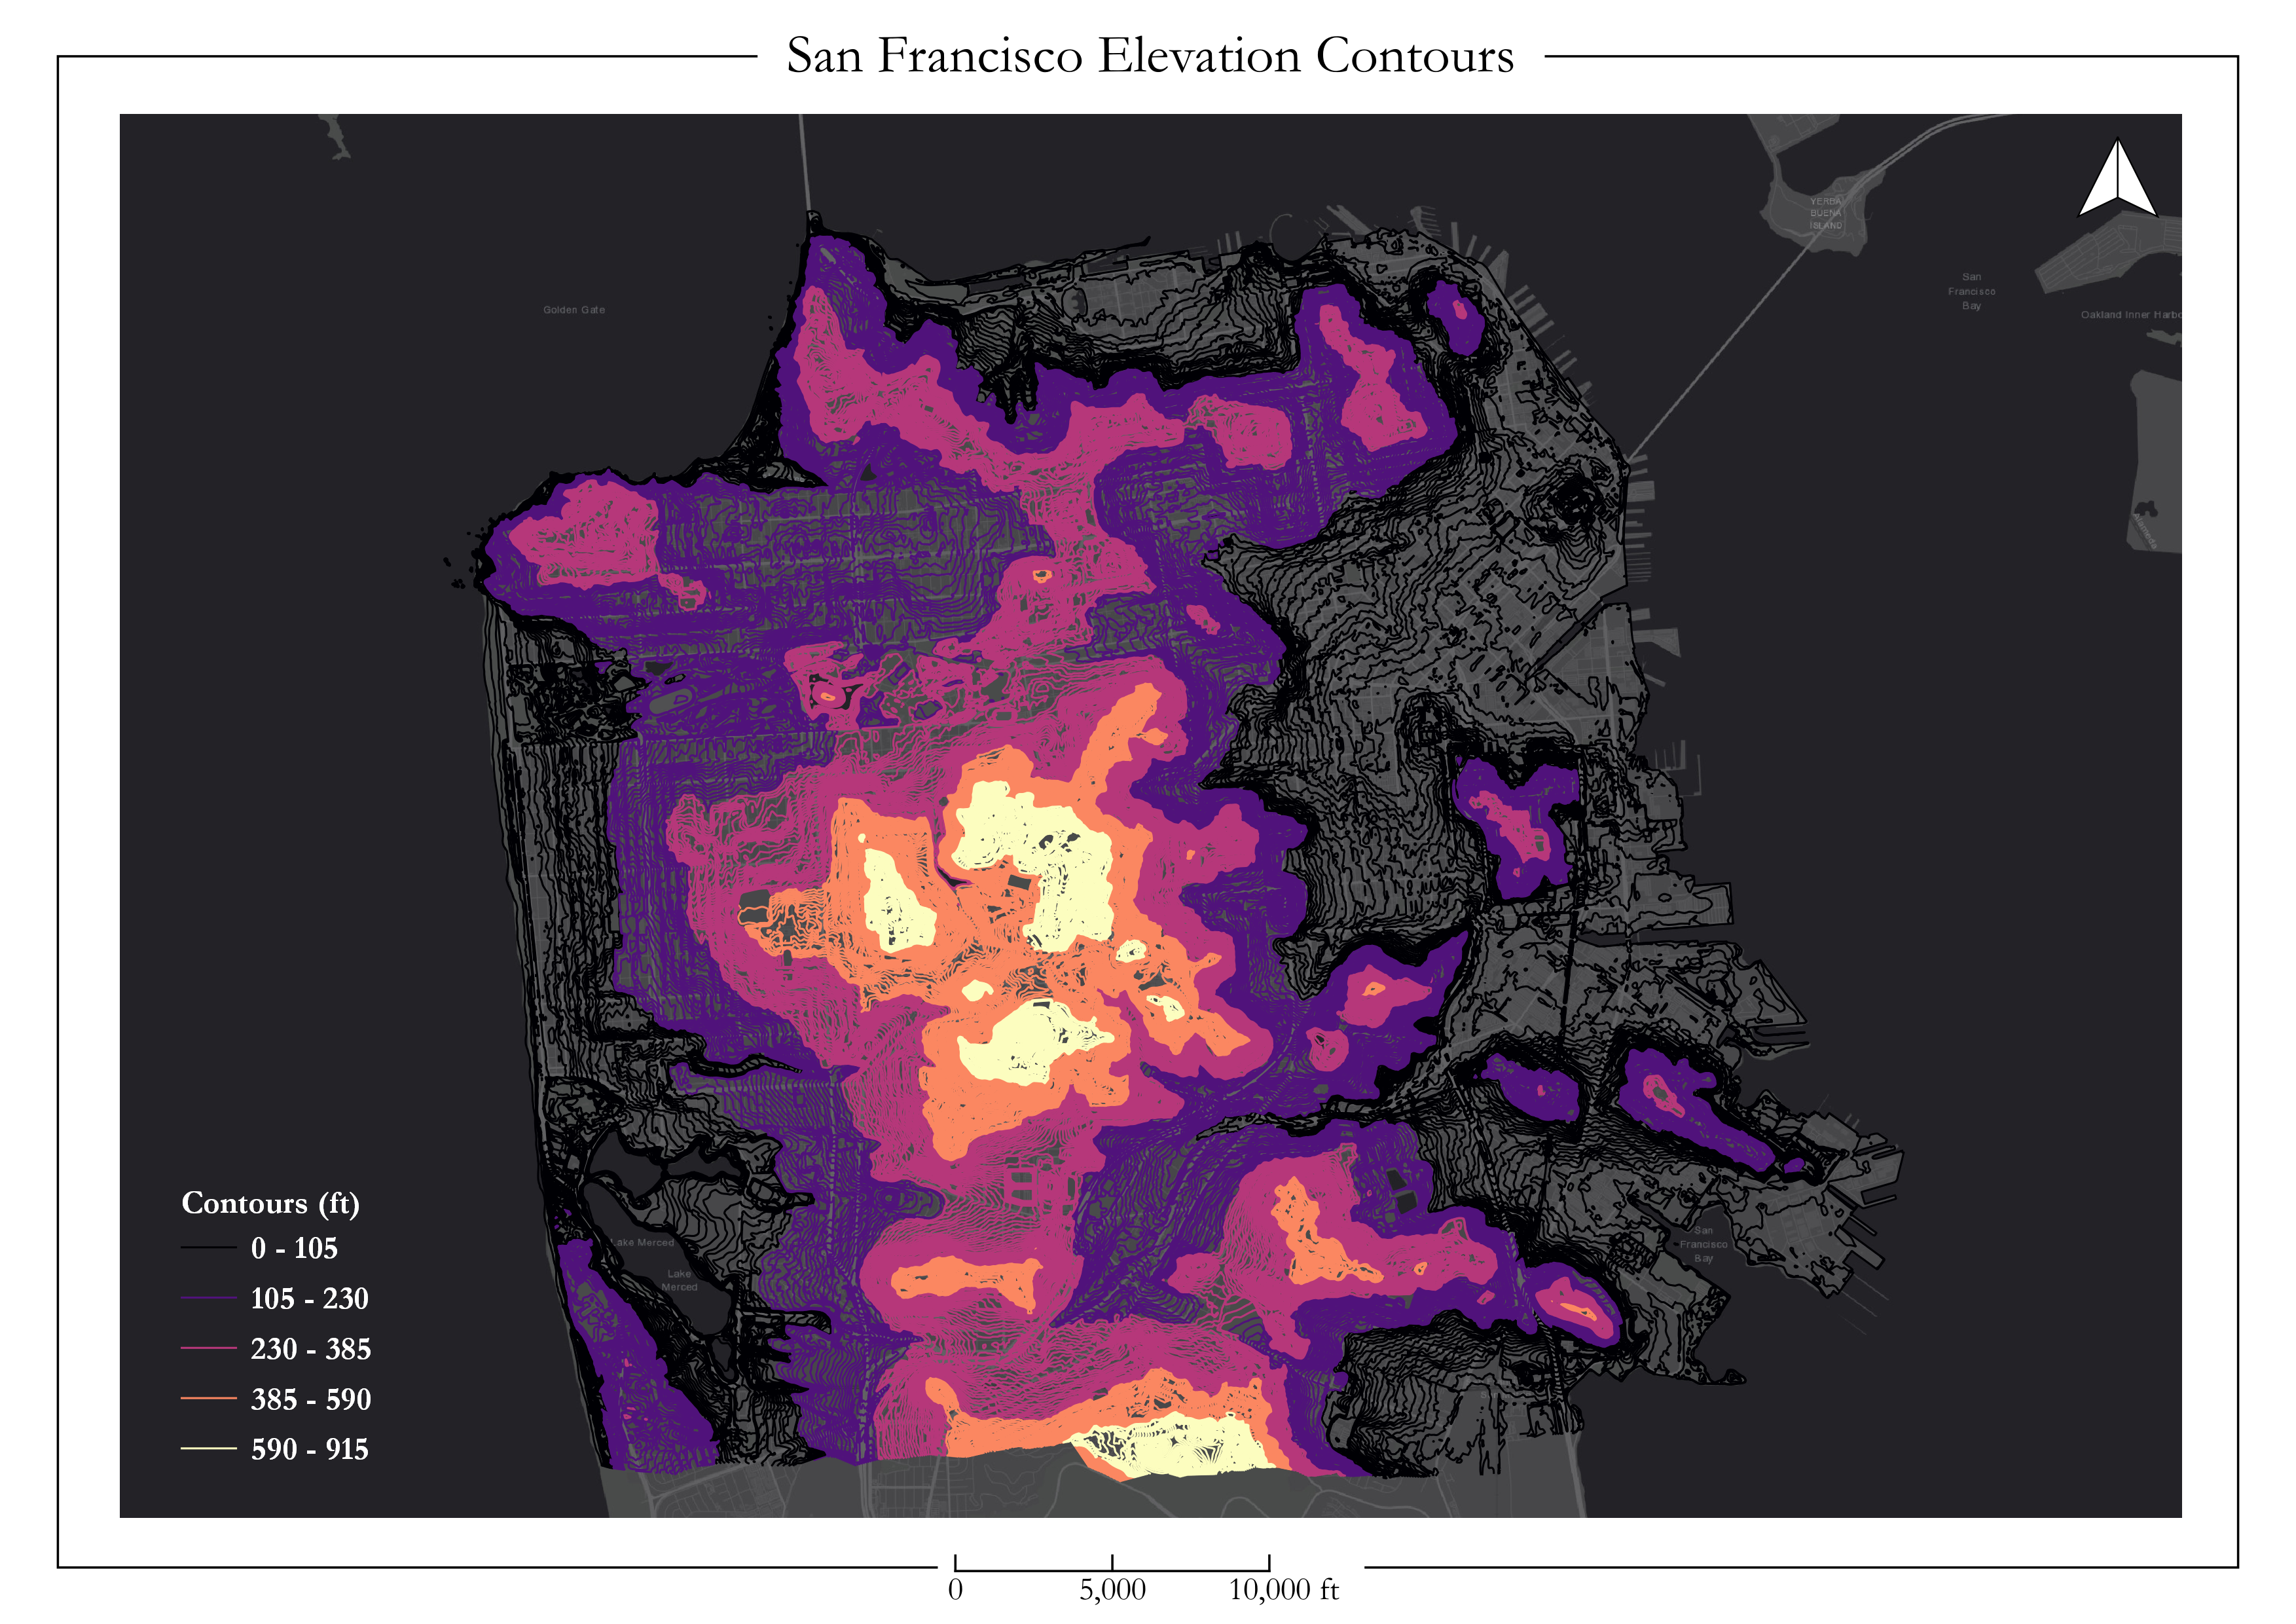 San Francisco Elevation Contours
YERBA
BUENA
ISLAND
San
Francisco
Bay
Golden Gate
Oakland Inner Harbo
Alameda
Contours (ft)
0 - 105
105 - 230
230 - 385
385 - 590
590 - 915
Lake Merced
Lake
Merced
San
Francisco
Bay
0 5,000 10,000 ft